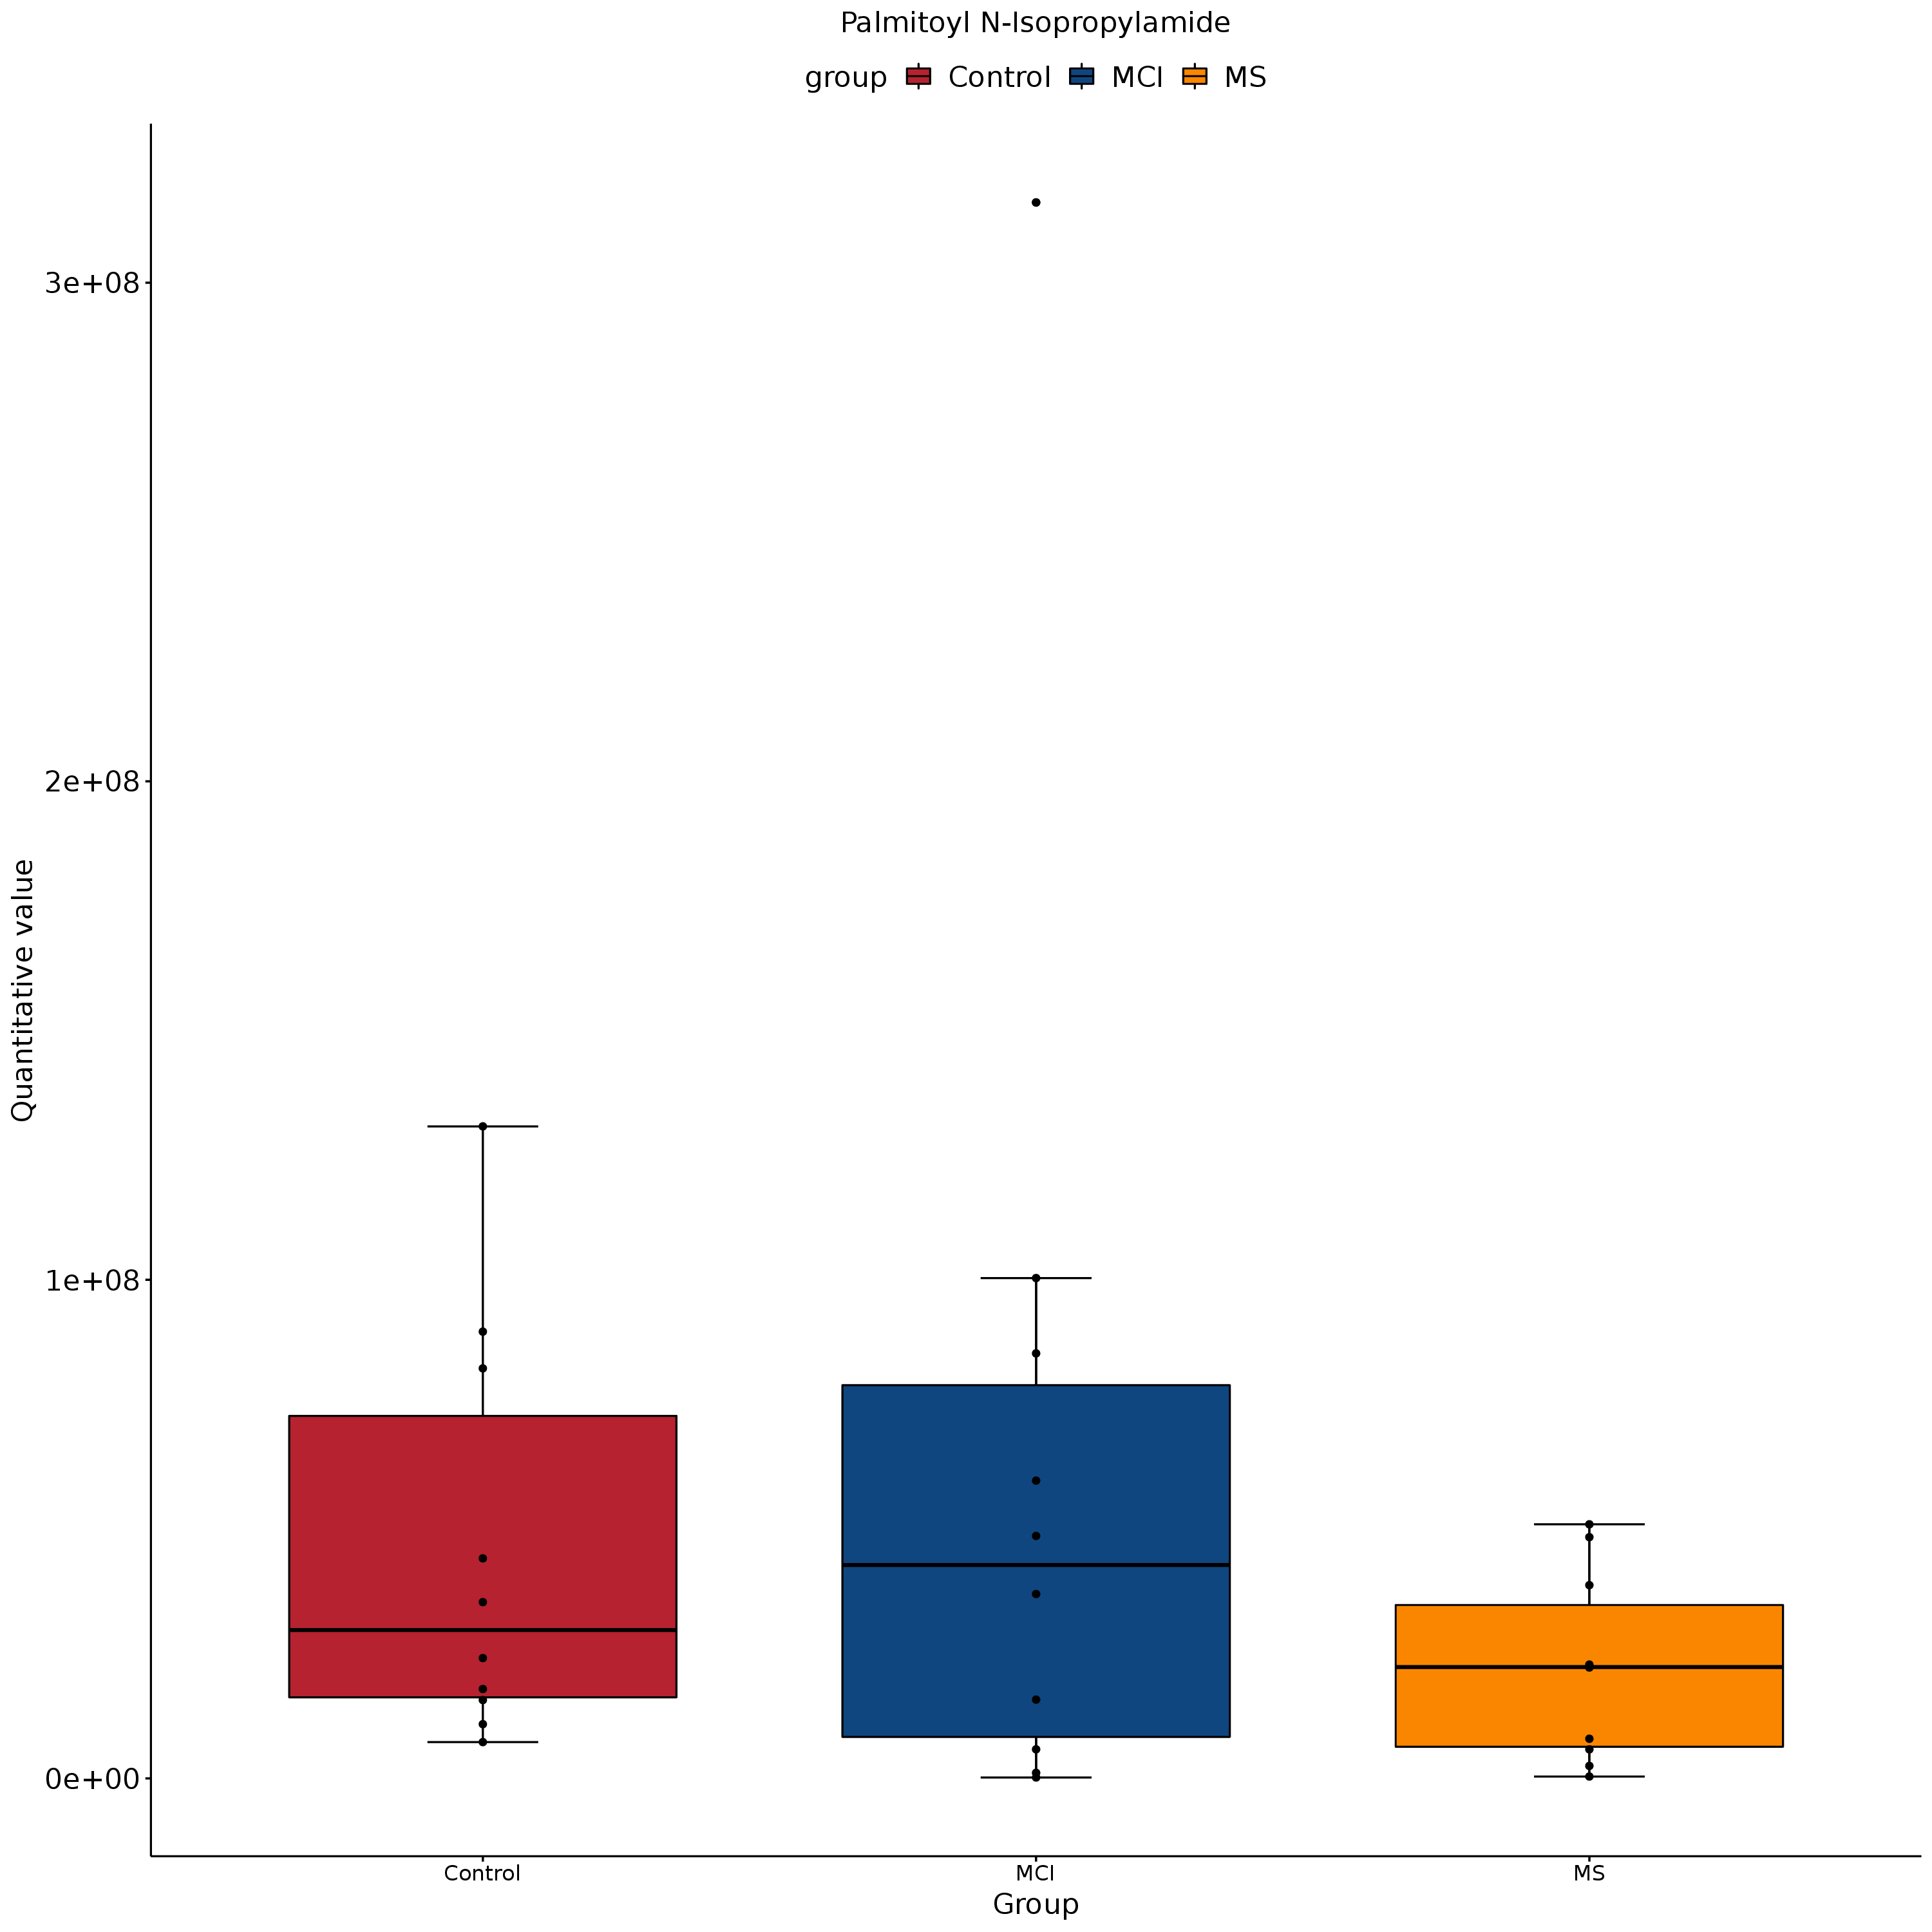 Palmitoyl N-Isopropylamide
group Control MCI MS
3e+08
2e+08
1e+08
0e+00
Quantitative value
Control MCI MS
Group